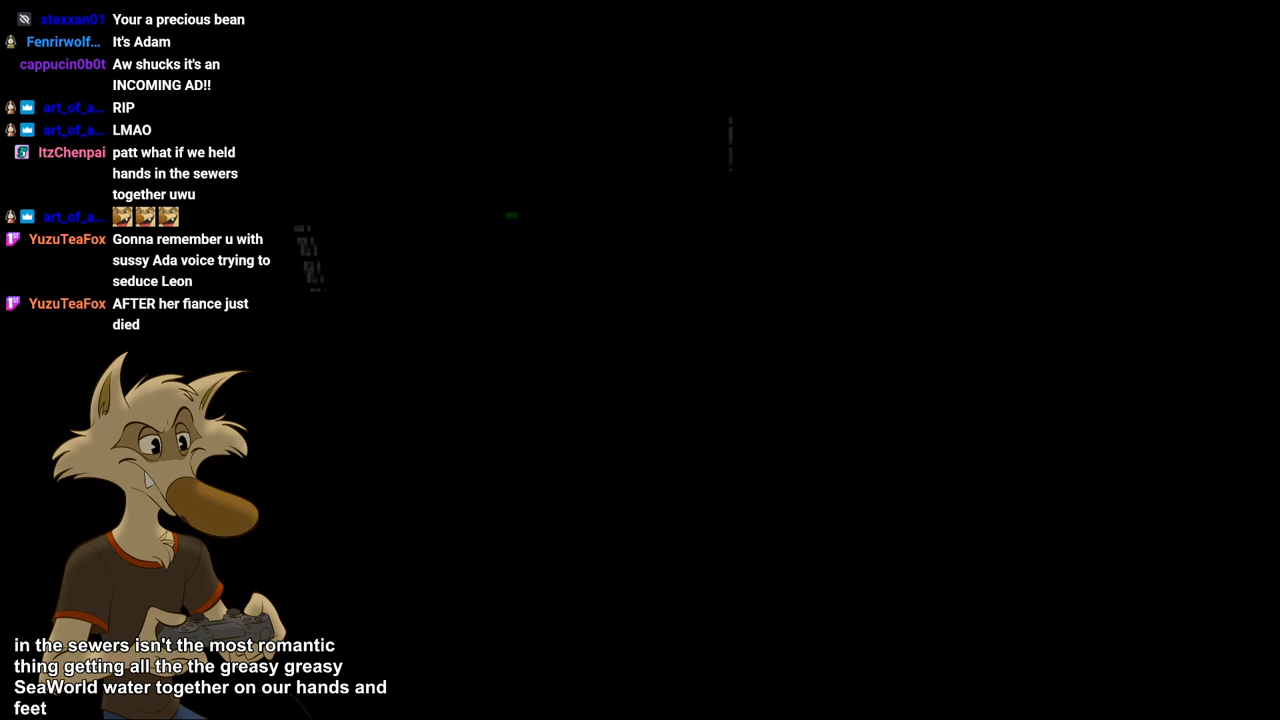 stexxan01 Your a precious bean
Fenrirwolf... It's Adam
cappucin0b0t Aw shucks it's an
INCOMING AD!!
art_of_a... RIP
art_of_a... LMAO
ItzChenpai patt what if we held
hands in the sewers
together uwu
art_of_a...
YuzuTeaFox Gonna remember u with
sussy Ada voice trying to
seduce Leon
YuzuTeaFox AFTER her fiance just
died
in the sewers isn't the most romantic
thing getting all the the greasy greasy
SeaWorld water together on our hands and
feet